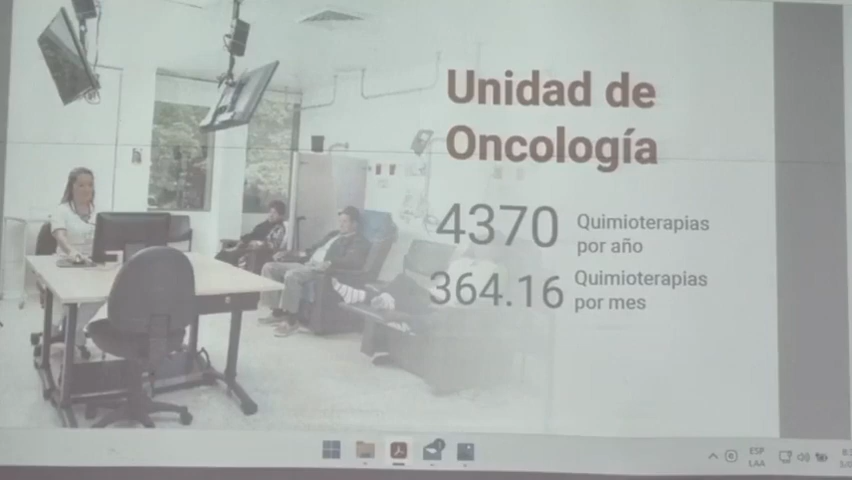 Unidad de
Oncología
4370 Quimioterapias
por año
364.16 Quimioterapias
por mes
ESP
LAA